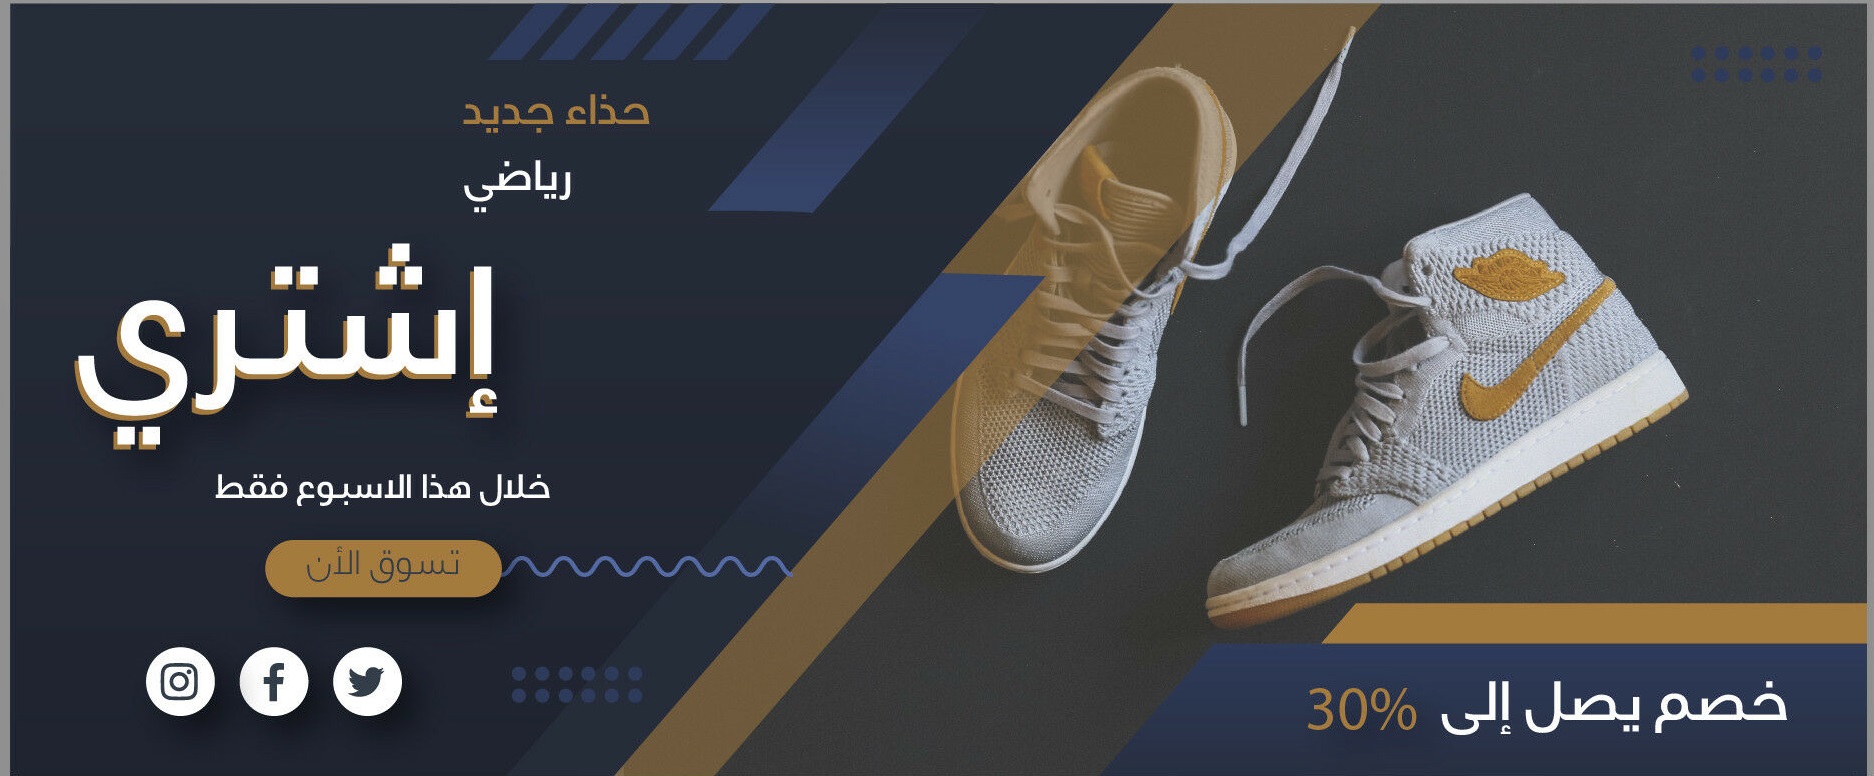 حذاء جديد
رياضي
إشتري
خلال هذا الاسبوع فقط
تسوق الأن
خصم يصل إلى 30%